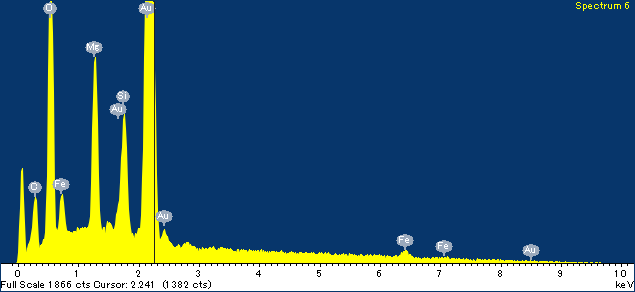 Spectrum 6
O Au
Mg
Si
Au
C Fe
Au
Fe Fe Au
0 1 2 3 4 5 6 7 8 9 10
Full Scale 1866 cts Cursor: 2.241 (1382 cts) keV